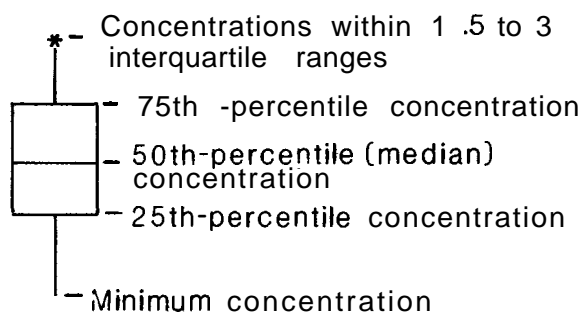 * Concentrations within 1 .5 to 3
interquartile ranges
75th -percentile concentration
50th-percentile (median)
concentration
25th-percentile concentration
Minimum concentration